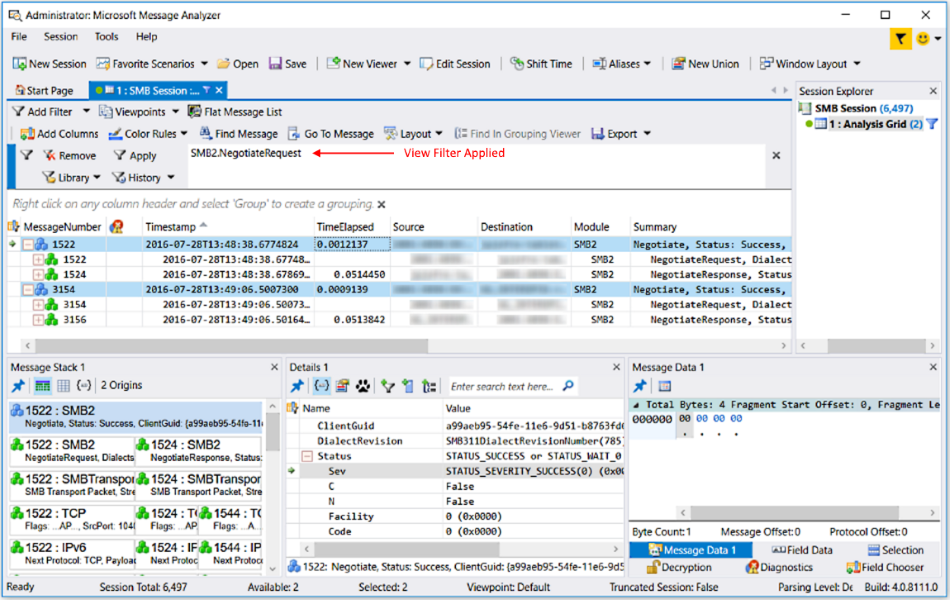 Administrator: Microsoft Message Analyzer
File Session Tools Help
New Session Favorite Scenarios Open Save New Viewer Edit Session Shift Time Aliases New Union Window Layout
Start Page 1 : SMB Session :...
Add Filter Viewpoints Flat Message List
Add Columns Color Rules Find Message Go To Message Layout Find In Grouping Viewer Export
Remove Apply SMB2.NegotiateRequest View Filter Applied
Library History
Right click on any column header and select 'Group' to create a grouping.
MessageNumber Timestamp TimeElapsed Source Destination Module Summary
1522 2016-07-28T13:48:38.6774824 0.0012137 SMB2 Negotiate, Status: Success,
1522 2016-07-28T13:48:38.67748... SMB2 NegotiateRequest, Dialect
1524 2016-07-28T13:48:38.67869... 0.0514450 SMB2 NegotiateResponse, Status
3154 2016-07-28T13:49:06.5007300 0.0009139 SMB2 Negotiate, Status: Success,
3154 2016-07-28T13:49:06.50073... SMB2 NegotiateRequest, Dialect
3156 2016-07-28T13:49:06.50164... 0.0513842 SMB2 NegotiateResponse, Status
Session Explorer
SMB Session (6,497)
1 : Analysis Grid (2)
Message Stack 1
2 Origins
1522 : SMB2
Negotiate, Status: Success, ClientGuid: {a99aeb95-54fe-11
1522 : SMB2 1524 : SMB2
NegotiateRequest, Dialects NegotiateResponse, Status:
1522 : SMBTranspor 1524 : SMBTranspor
SMB Transport Packet, Stre SMB Transport Packet, Stre
1522 : TCP 1524 : T 1544 : TC
Flags: ...AP..., SrcPort: 104 Flags: ...AP Flags: ...A...
1522 : IPv6 1524 : IF 1544 : IP
Next Protocol: TCP, Payloa Next Protoc Next Protoc
Details 1
Enter search text here...
Name Value
ClientGuid a99aeb95-54fe-11e6-9d51-b8763fd
DialectRevision SMB311DialectRevisionNumber(785)
Status STATUS_SUCCESS or STATUS_WAIT_0
Sev STATUS_SEVERITY_SUCCESS(0) (0x0
C False
N False
Facility 0 (0x0000)
Code 0 (0x0000)
1522: Negotiate, Status: Success, ClientGuid: {a99aeb95-54fe-11e6-9d5
Message Data 1
Total Bytes: 4 Fragment Start Offset: 0, Fragment Le
000000 00 00 00 00
. . . .
Byte Count:1 Message Offset:0 Protocol Offset:0
Message Data 1 Field Data Selection
Decryption Diagnostics Field Chooser
Ready Session Total: 6,497 Available: 2 Selected: 2 Viewpoint: Default Truncated Session: False Parsing Level: De Build: 4.0.8111.0